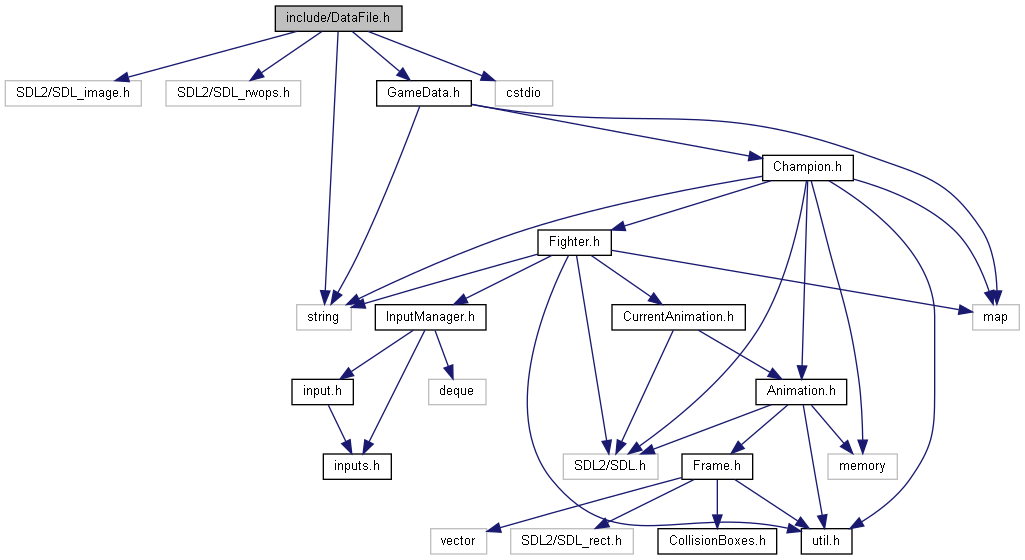 include/DataFile.h
SDL2/SDL_image.h
SDL2/SDL_rwops.h
GameData.h
cstdio
Champion.h
Fighter.h
string
InputManager.h
CurrentAnimation.h
map
input.h
deque
Animation.h
inputs.h
SDL2/SDL.h
Frame.h
memory
vector
SDL2/SDL_rect.h
CollisionBoxes.h
util.h